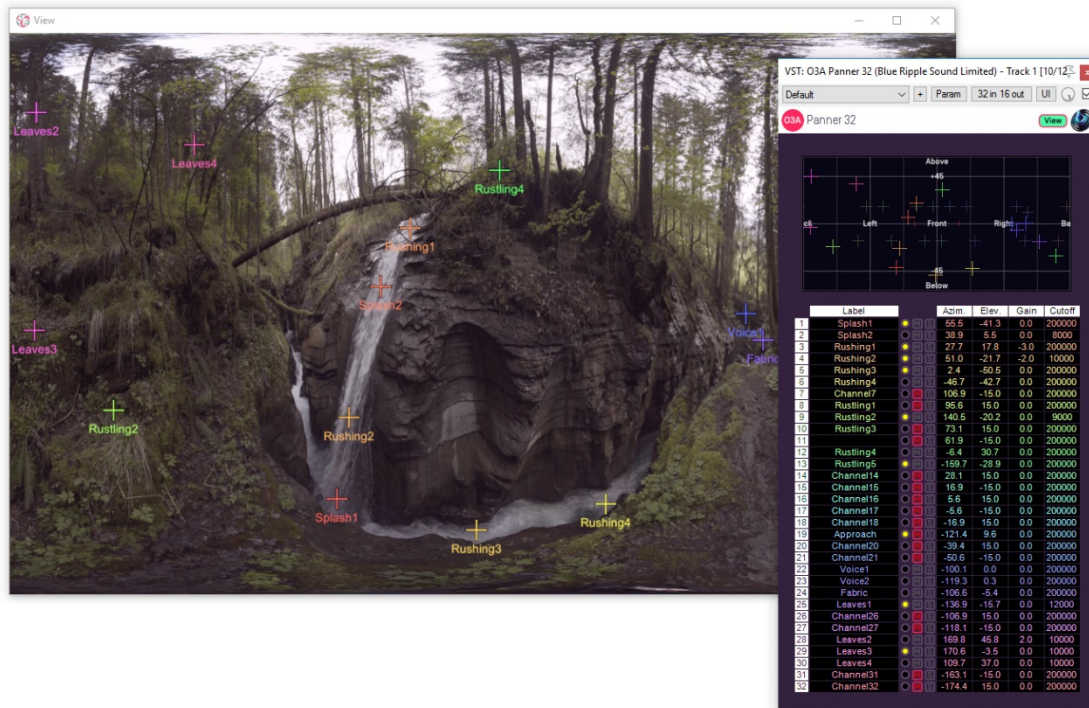 View
Leaves2
Leaves4
Rustling4
Rushing1
Splash2
Voice1
Leaves3
Fabric
Rustling2
Rushing2
Splash1
Rushing4
Rushing3
VST: O3A Panner 32 (Blue Ripple Sound Limited) - Track 1 [10/12
Default + Param 32 in 16 out UI
O3A Panner 32 View
Above
+45
Left Front Right Ba
-45
Below
Label Azim. Elev. Gain Cutoff
1 Splash1 M S 55.5 -41.3 0.0 200000
2 Splash2 M S 38.9 5.5 0.0 8000
3 Rushing1 M S 27.7 17.8 -3.0 200000
4 Rushing2 M S 51.0 -21.7 -2.0 10000
5 Rushing3 M S 2.4 -50.5 0.0 200000
6 Rushing4 M S -46.7 -42.7 0.0 200000
7 Channel7 M S 106.9 -15.0 0.0 200000
8 Rustling1 M S 95.6 15.0 0.0 200000
9 Rustling2 M S 140.5 -20.2 0.0 9000
10 Rustling3 M S 73.1 15.0 0.0 200000
11 M S 61.9 -15.0 0.0 200000
12 Rustling4 M S -6.4 30.7 0.0 200000
13 Rustling5 M S -159.7 -28.9 0.0 200000
14 Channel14 M S 28.1 15.0 0.0 200000
15 Channel15 M S 16.9 -15.0 0.0 200000
16 Channel16 M S 5.6 15.0 0.0 200000
17 Channel17 M S -5.6 -15.0 0.0 200000
18 Channel18 M S -16.9 15.0 0.0 200000
19 Approach M S -121.4 9.6 0.0 200000
20 Channel20 M S -39.4 15.0 0.0 200000
21 Channel21 M S -50.6 -15.0 0.0 200000
22 Voice1 M S -100.1 0.0 0.0 200000
23 Voice2 M S -119.3 0.3 0.0 200000
24 Fabric M S -106.6 -5.4 0.0 200000
25 Leaves1 M S -136.9 -15.7 0.0 12000
26 Channel26 M S -106.9 15.0 0.0 200000
27 Channel27 M S -118.1 -15.0 0.0 200000
28 Leaves2 M S 169.8 45.8 2.0 10000
29 Leaves3 M S 170.6 -3.5 0.0 10000
30 Leaves4 M S 109.7 37.0 0.0 10000
31 Channel31 M S -163.1 -15.0 0.0 200000
32 Channel32 M S -174.4 15.0 0.0 200000